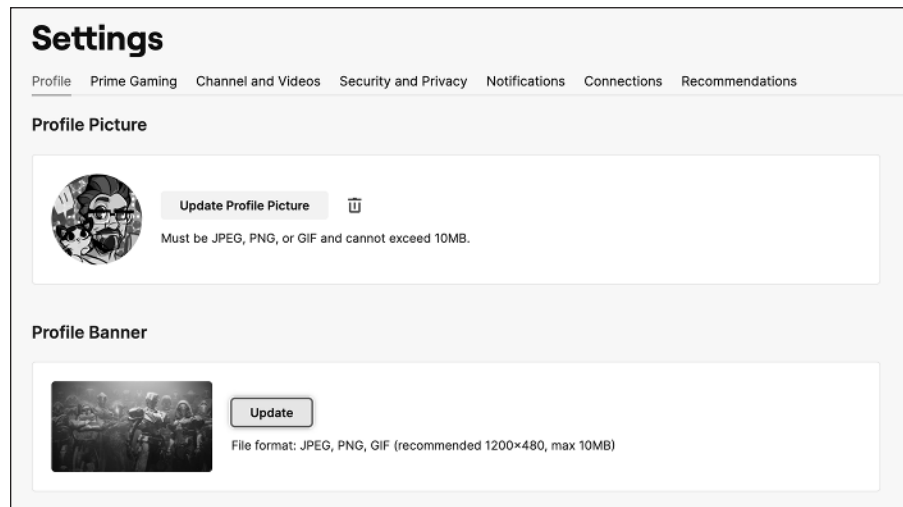 Settings
Profile Prime Gaming Channel and Videos Security and Privacy Notifications Connections Recommendations
Profile Picture
Update Profile Picture
Must be JPEG, PNG, or GIF and cannot exceed 10MB.
Profile Banner
Update
File format: JPEG, PNG, GIF (recommended 1200×480, max 10MB)